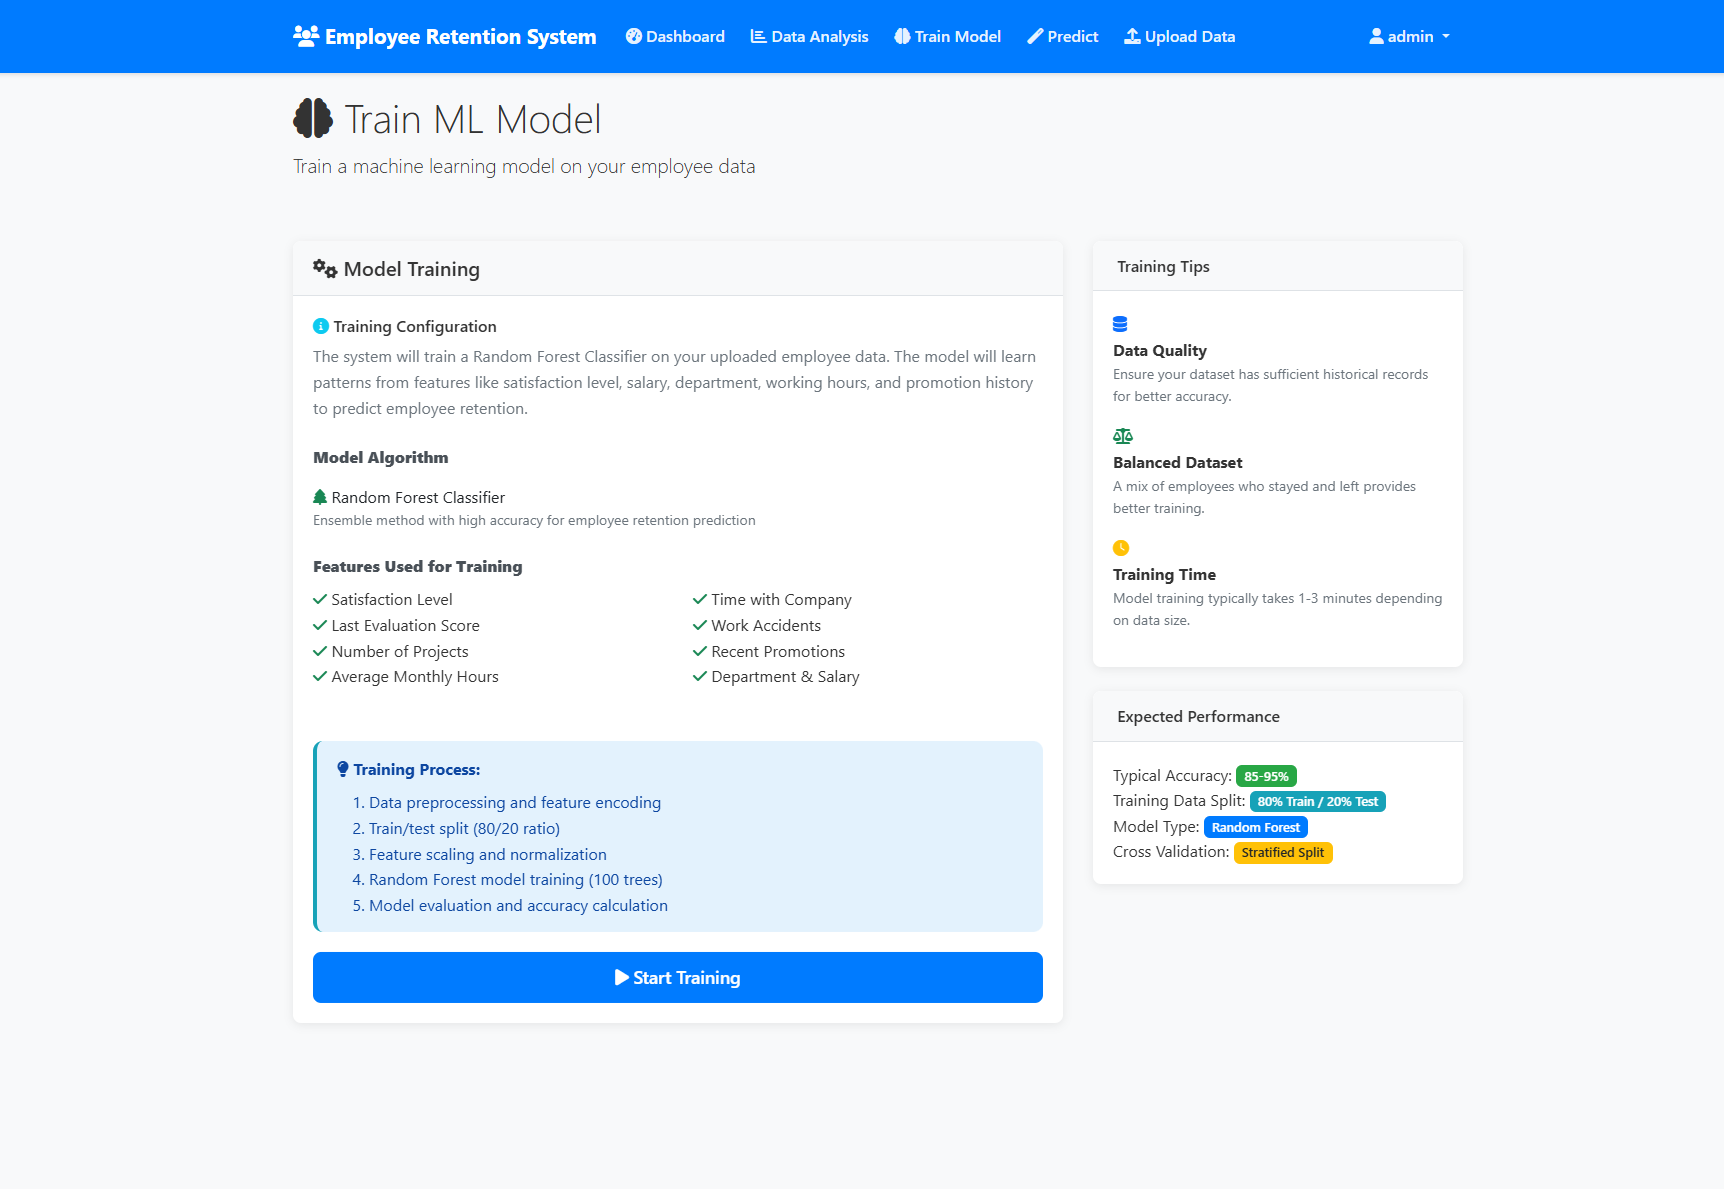 Employee Retention System
Dashboard
Data Analysis
Train Model
Predict
Upload Data
admin
Train ML Model
Train a machine learning model on your employee data
Model Training
Training Configuration
The system will train a Random Forest Classifier on your uploaded employee data. The model will learn
patterns from features like satisfaction level, salary, department, working hours, and promotion history
to predict employee retention.
Model Algorithm
Random Forest Classifier
Ensemble method with high accuracy for employee retention prediction
Features Used for Training
Satisfaction Level
Last Evaluation Score
Number of Projects
Average Monthly Hours
Time with Company
Work Accidents
Recent Promotions
Department & Salary
Training Process:
1. Data preprocessing and feature encoding
2. Train/test split (80/20 ratio)
3. Feature scaling and normalization
4. Random Forest model training (100 trees)
5. Model evaluation and accuracy calculation
Start Training
Training Tips
Data Quality
Ensure your dataset has sufficient historical records
for better accuracy.
Balanced Dataset
A mix of employees who stayed and left provides
better training.
Training Time
Model training typically takes 1-3 minutes depending
on data size.
Expected Performance
Typical Accuracy: 85-95%
Training Data Split: 80% Train / 20% Test
Model Type: Random Forest
Cross Validation: Stratified Split